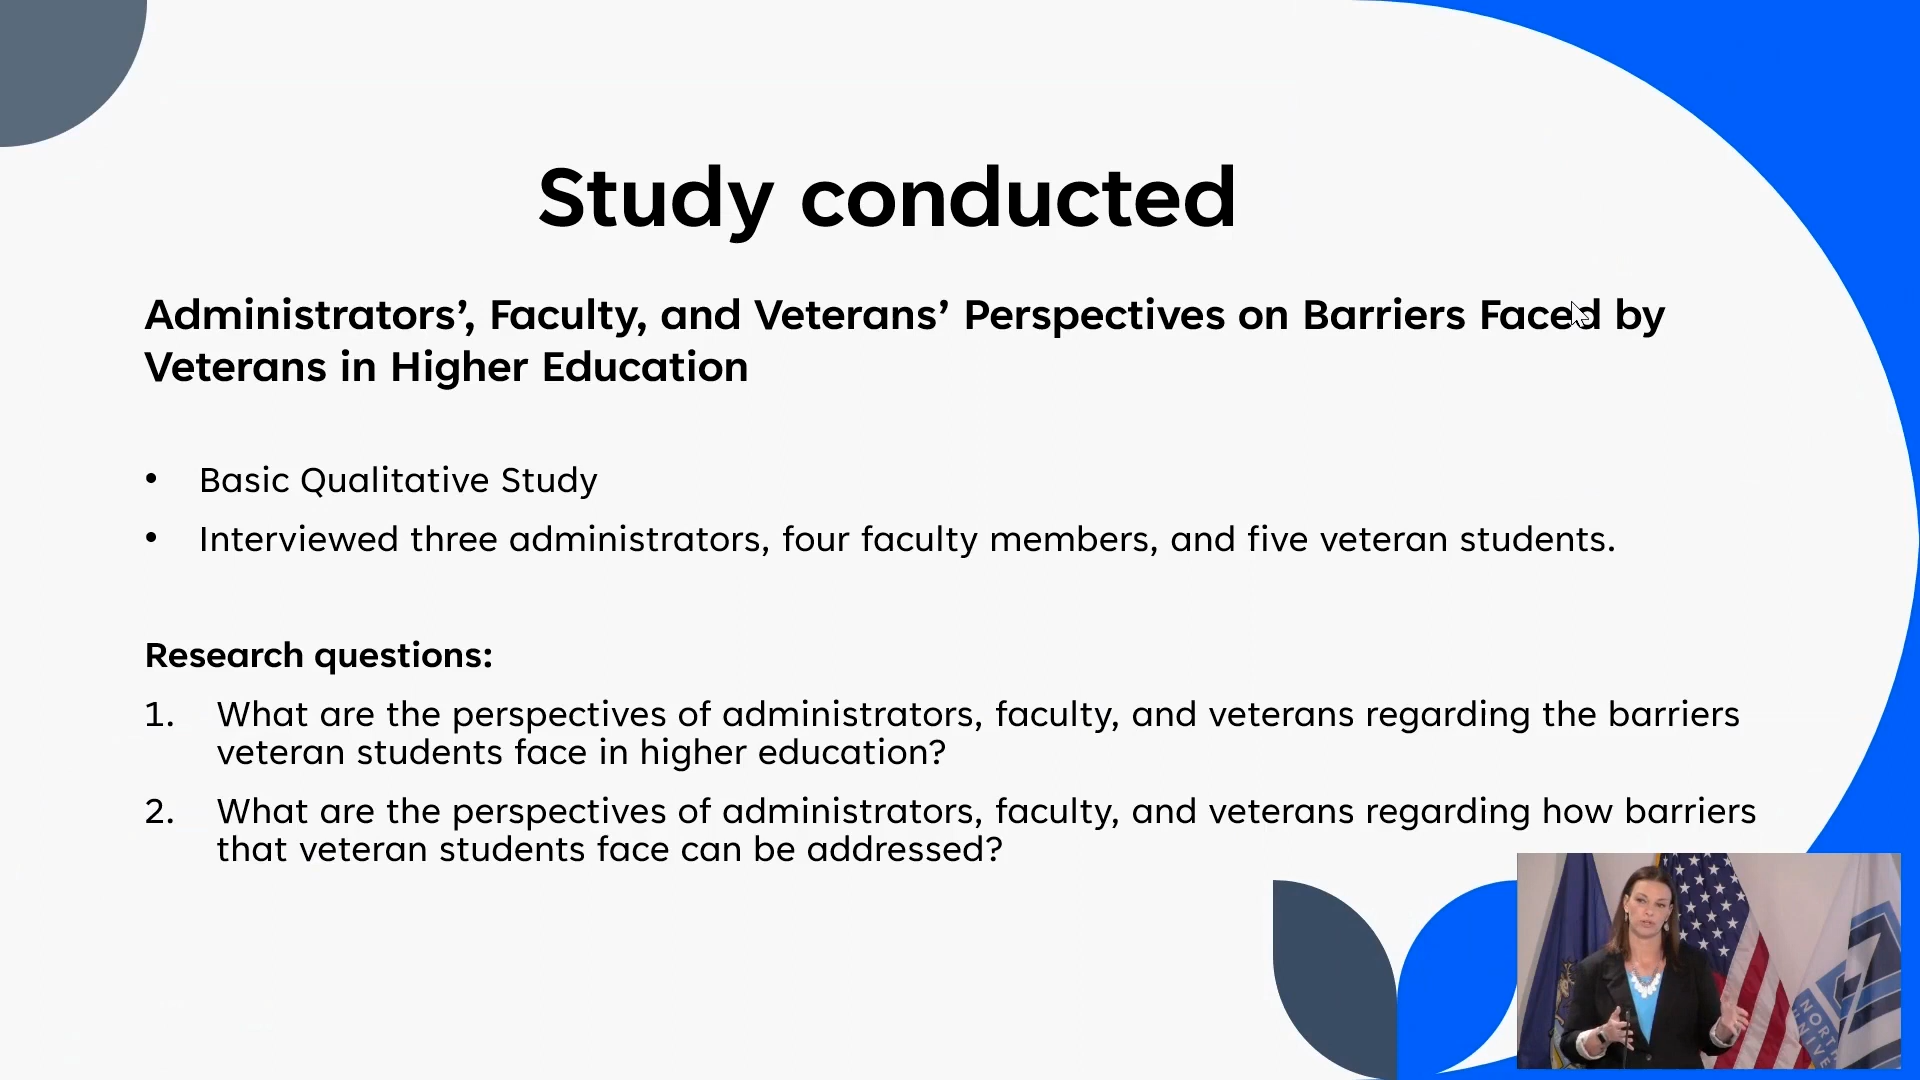 Study conducted
Administrators’, Faculty, and Veterans’ Perspectives on Barriers Faced by
Veterans in Higher Education
• Basic Qualitative Study
• Interviewed three administrators, four faculty members, and five veteran students.
Research questions:
1. What are the perspectives of administrators, faculty, and veterans regarding the barriers
veteran students face in higher education?
2. What are the perspectives of administrators, faculty, and veterans regarding how barriers
that veteran students face can be addressed?